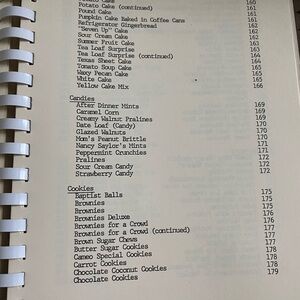 Potato Cake (continued) 160
Pound Cake 161
Pumpkin Cake Baked in Coffee Cans 161
Refrigerator Gingerbread 162
"Seven Up" Cake 162
Sour Cream Cake 162
Summer Fruit Cake 163
Tea Loaf Surprise 163
Tea Loaf Surprise (continued) 164
Texas Sheet Cake 164
Tomato Soup Cake 165
Waxy Pecan Cake 165
White Cake 165
Yellow Cake Mix 166
Candies
After Dinner Mints 169
Caramel Corn 169
Creamy Walnut Pralines 169
Date Loaf (Candy) 170
Glazed Walnuts 170
Mom's Peanut Brittle 170
Nancy Saylor's Mints 171
Peppermint Crunchies 171
Pralines 172
Sour Cream Candy 172
Strawberry Candy 172
Cookies
Baptist Balls 175
Brownies 175
Brownies 175
Brownies Deluxe 176
Brownies for a Crowd 176
Brownies for a Crowd (continued) 177
Brown Sugar Chews 177
Butter Sugar Cookies 177
Cameo Special Cookies 178
Carrot Cookies 178
Chocolate Coconut Cookies 178
Chocolate Cookies 179